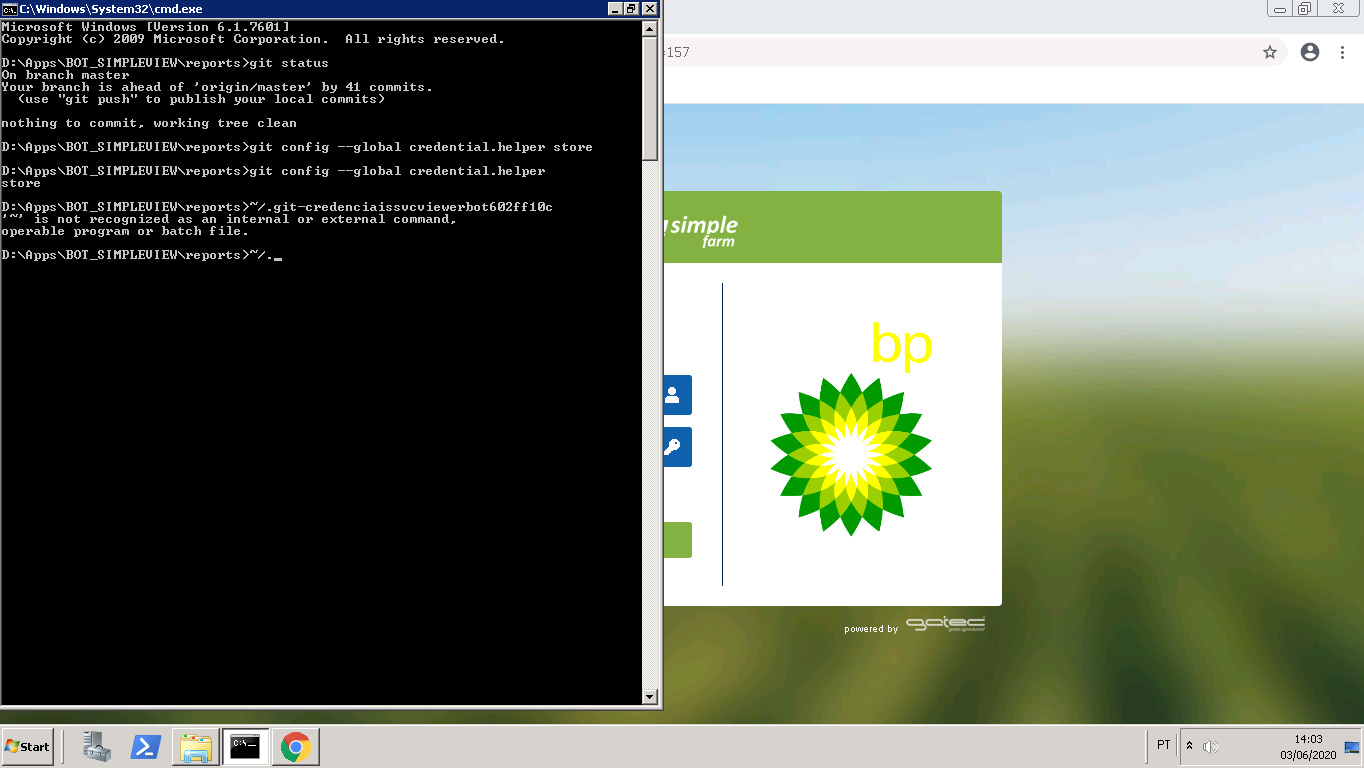 C:\Windows\System32\cmd.exe
Microsoft Windows [Version 6.1.7601]
Copyright (c) 2009 Microsoft Corporation.  All rights reserved.
D:\Apps\BOT_SIMPLEVIEW\reports>git status
On branch master
Your branch is ahead of 'origin/master' by 41 commits.
  (use "git push" to publish your local commits)
nothing to commit, working tree clean
D:\Apps\BOT_SIMPLEVIEW\reports>git config --global credential.helper store
D:\Apps\BOT_SIMPLEVIEW\reports>git config --global credential.helper
store
D:\Apps\BOT_SIMPLEVIEW\reports>~/.git-credenciaissvcviewerbot602ff10c
'~' is not recognized as an internal or external command,
operable program or batch file.
D:\Apps\BOT_SIMPLEVIEW\reports>~/._
157
simple
farm
bp
powered by gatec
Start
C:\_
PT
14:03
03/06/2020